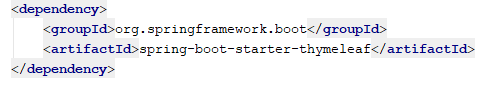 <dependency>
    <groupId>org.springframework.boot</groupId>
    <artifactId>spring-boot-starter-thymeleaf</artifactId>
</dependency>